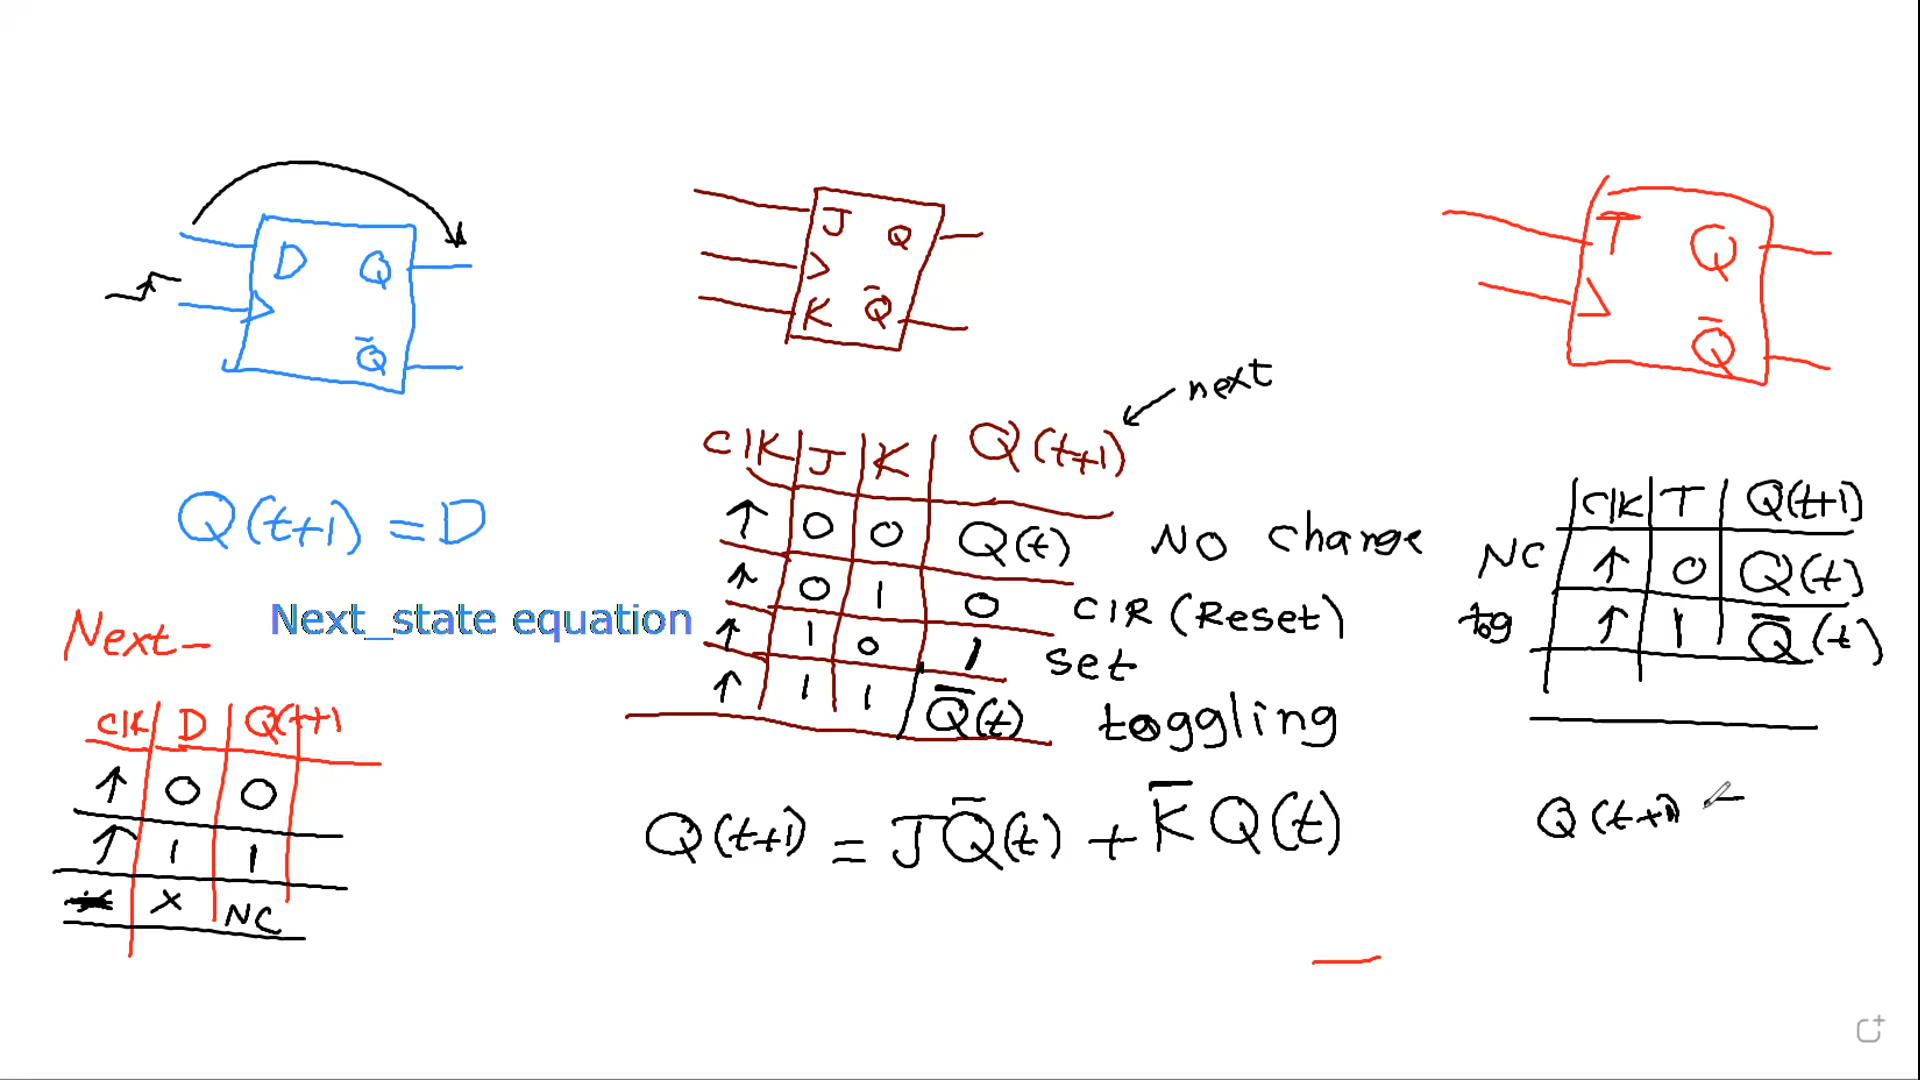 D Q
Q̄
Q(t+1) = D
Next_state equation
Next-
Clk D Q(t+1)
↑ 0 0
↑ 1 1
X NC
J Q
K Q̄
next
Clk J K Q(t+1)
↑ 0 0 Q(t) No change
↑ 0 1 0 ClR (Reset)
↑ 1 0 1 set
↑ 1 1 Q̄(t) toggling
Q(t+1) = JQ̄(t) + K̄Q(t)
T Q
Q̄
Clk T Q(t+1)
NC ↑ 0 Q(t)
tog ↑ 1 Q̄(t)
Q(t+1) -